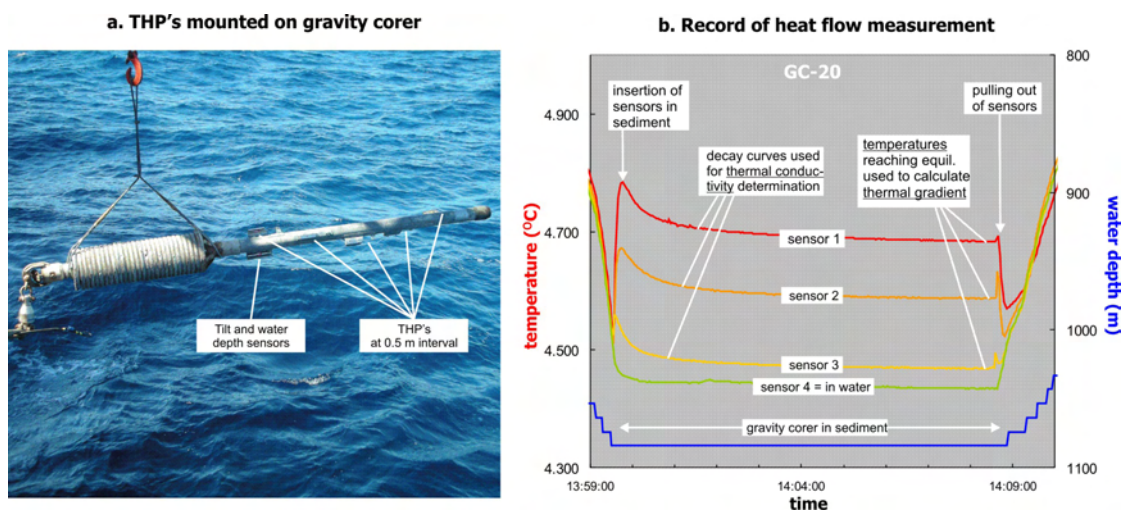 a. THP's mounted on gravity corer
Tilt and water
depth sensors
THP's
at 0.5 m interval
b. Record of heat flow measurement
GC-20
insertion of
sensors in
sediment
pulling out
of sensors
decay curves used
for thermal conduc-
tivity determination
temperatures
reaching equil.
used to calculate
thermal gradient
sensor 1
sensor 2
sensor 3
sensor 4 = in water
gravity corer in sediment
temperature (ºC)
4.900
4.700
4.500
4.300
water depth (m)
800
900
1000
1100
13:59:00
14:04:00
14:09:00
time